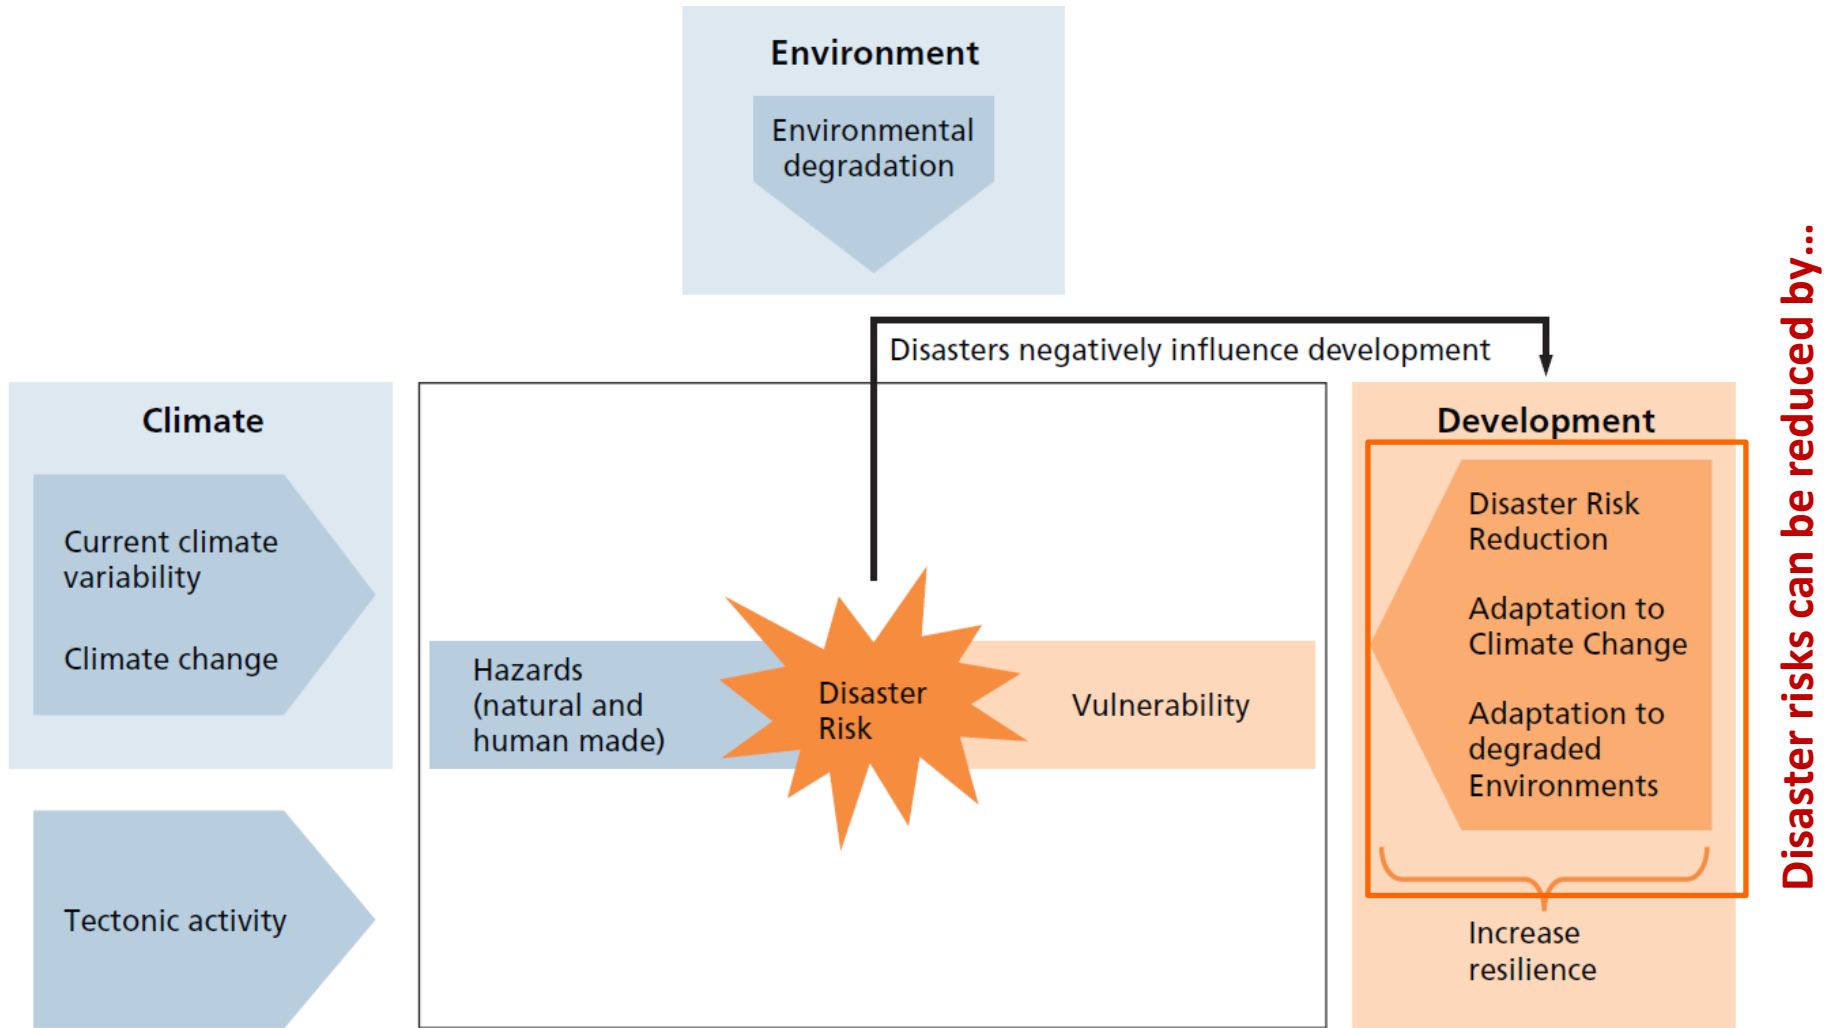 Environment
Environmental
degradation
Disasters negatively influence development
Climate
Current climate
variability
Climate change
Tectonic activity
Hazards
(natural and
human made)
Disaster
Risk
Vulnerability
Development
Disaster Risk
Reduction
Adaptation to
Climate Change
Adaptation to
degraded
Environments
Increase
resilience
Disaster risks can be reduced by...